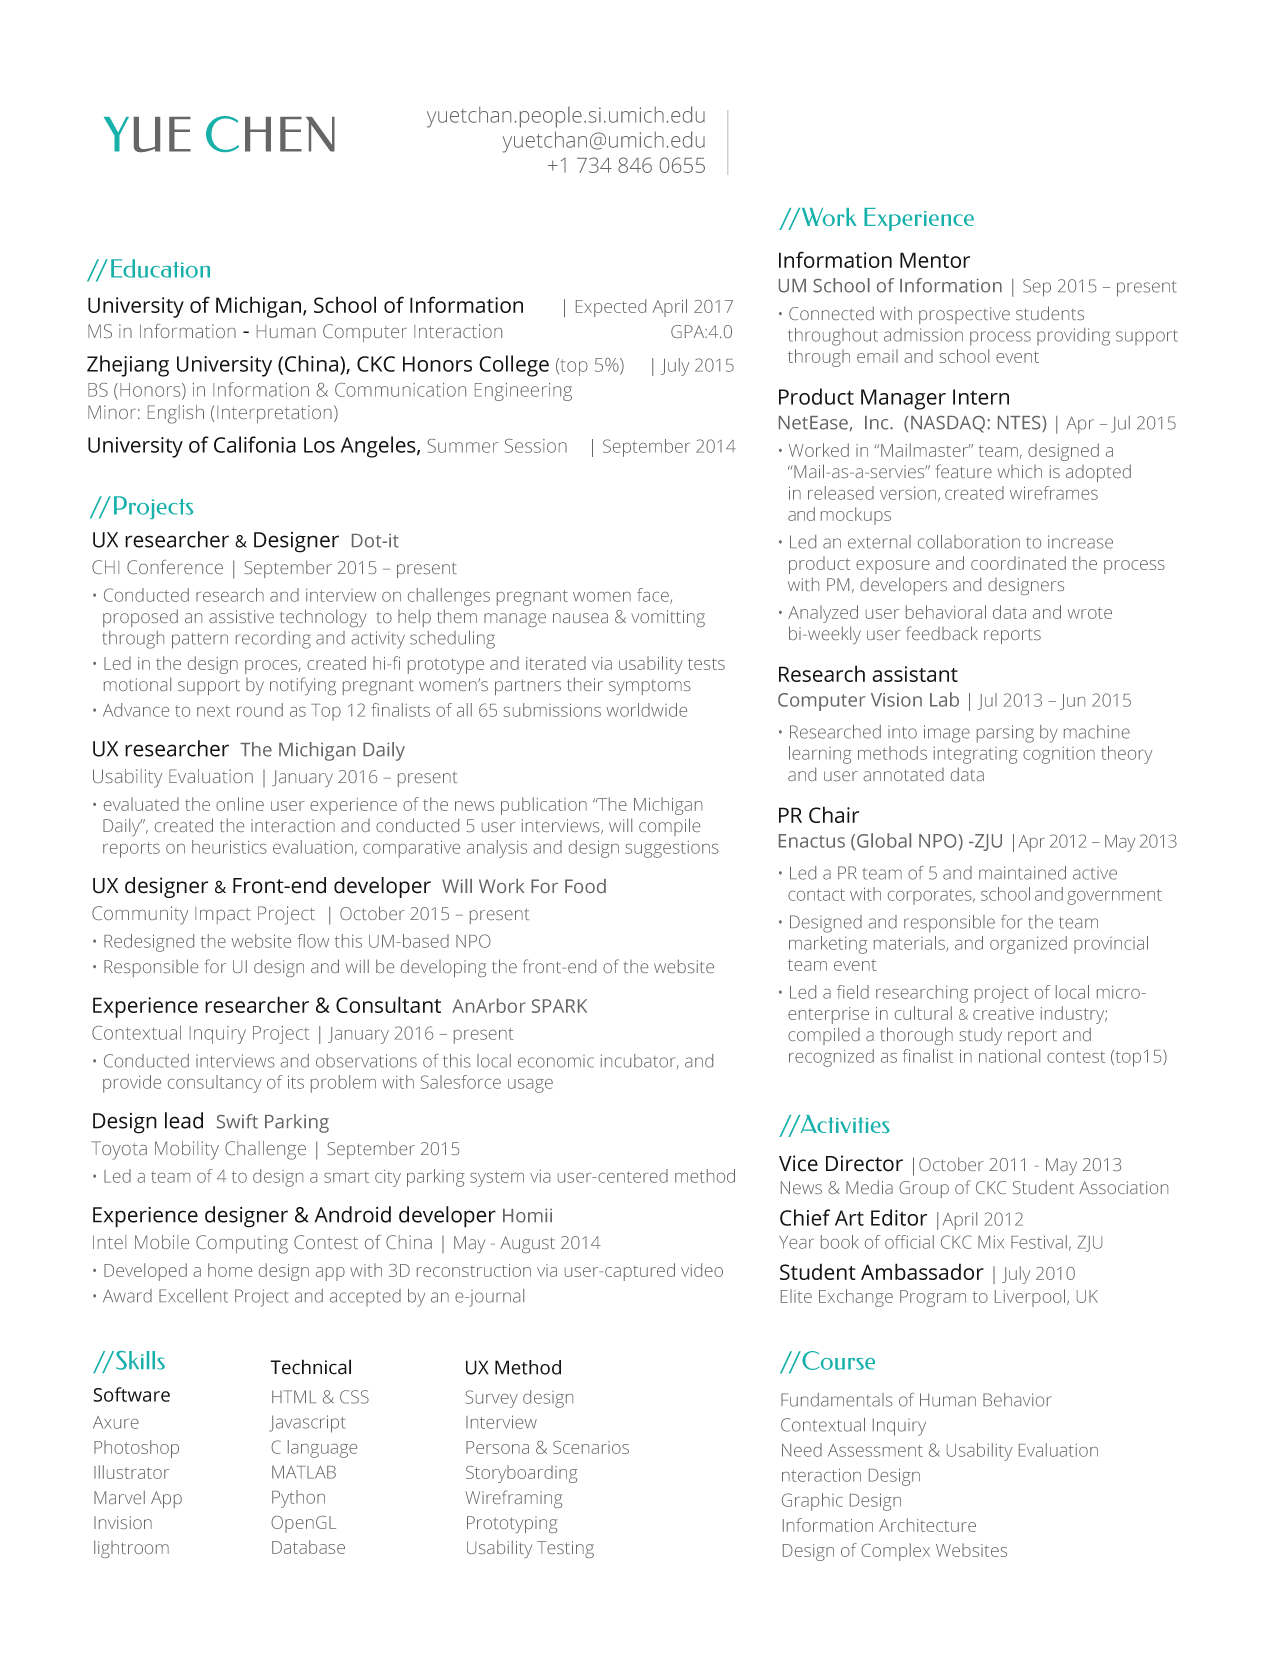 YUE CHEN
yuetchan.people.si.umich.edu
yuetchan@umich.edu
+1 734 846 0655
//Education
University of Michigan, School of Information | Expected April 2017
MS in Information - Human Computer Interaction GPA:4.0
Zhejiang University (China), CKC Honors College (top 5%) | July 2015
BS (Honors) in Information & Communication Engineering
Minor: English (Interpretation)
University of Califonia Los Angeles, Summer Session | September 2014
//Projects
UX researcher & Designer Dot-it
CHI Conference | September 2015 – present
• Conducted research and interview on challenges pregnant women face,
proposed an assistive technology to help them manage nausea & vomitting
through pattern recording and activity scheduling
• Led in the design proces, created hi-fi prototype and iterated via usability tests
motional support by notifying pregnant women’s partners their symptoms
• Advance to next round as Top 12 finalists of all 65 submissions worldwide
UX researcher The Michigan Daily
Usability Evaluation | January 2016 – present
• evaluated the online user experience of the news publication “The Michigan
Daily”, created the interaction and conducted 5 user interviews, will compile
reports on heuristics evaluation, comparative analysis and design suggestions
UX designer & Front-end developer Will Work For Food
Community Impact Project | October 2015 – present
• Redesigned the website flow this UM-based NPO
• Responsible for UI design and will be developing the front-end of the website
Experience researcher & Consultant AnArbor SPARK
Contextual Inquiry Project | January 2016 – present
• Conducted interviews and observations of this local economic incubator, and
provide consultancy of its problem with Salesforce usage
Design lead Swift Parking
Toyota Mobility Challenge | September 2015
• Led a team of 4 to design a smart city parking system via user-centered method
Experience designer & Android developer Homii
Intel Mobile Computing Contest of China | May - August 2014
• Developed a home design app with 3D reconstruction via user-captured video
• Award Excellent Project and accepted by an e-journal
//Skills
Software
Axure
Photoshop
Illustrator
Marvel App
Invision
lightroom
Technical
HTML & CSS
Javascript
C language
MATLAB
Python
OpenGL
Database
UX Method
Survey design
Interview
Persona & Scenarios
Storyboarding
Wireframing
Prototyping
Usability Testing
//Work Experience
Information Mentor
UM School of Information | Sep 2015 – present
• Connected with prospective students
throughout admission process providing support
through email and school event
Product Manager Intern
NetEase, Inc. (NASDAQ: NTES) | Apr – Jul 2015
• Worked in “Mailmaster” team, designed a
“Mail-as-a-servies” feature which is adopted
in released version, created wireframes
and mockups
• Led an external collaboration to increase
product exposure and coordinated the process
with PM, developers and designers
• Analyzed user behavioral data and wrote
bi-weekly user feedback reports
Research assistant
Computer Vision Lab | Jul 2013 – Jun 2015
• Researched into image parsing by machine
learning methods integrating cognition theory
and user annotated data
PR Chair
Enactus (Global NPO) -ZJU |Apr 2012 – May 2013
• Led a PR team of 5 and maintained active
contact with corporates, school and government
• Designed and responsible for the team
marketing materials, and organized provincial
team event
• Led a field researching project of local micro-
enterprise in cultural & creative industry;
compiled a thorough study report and
recognized as finalist in national contest (top15)
//Activities
Vice Director |October 2011 - May 2013
News & Media Group of CKC Student Association
Chief Art Editor |April 2012
Year book of official CKC Mix Festival, ZJU
Student Ambassador | July 2010
Elite Exchange Program to Liverpool, UK
//Course
Fundamentals of Human Behavior
Contextual Inquiry
Need Assessment & Usability Evaluation
nteraction Design
Graphic Design
Information Architecture
Design of Complex Websites